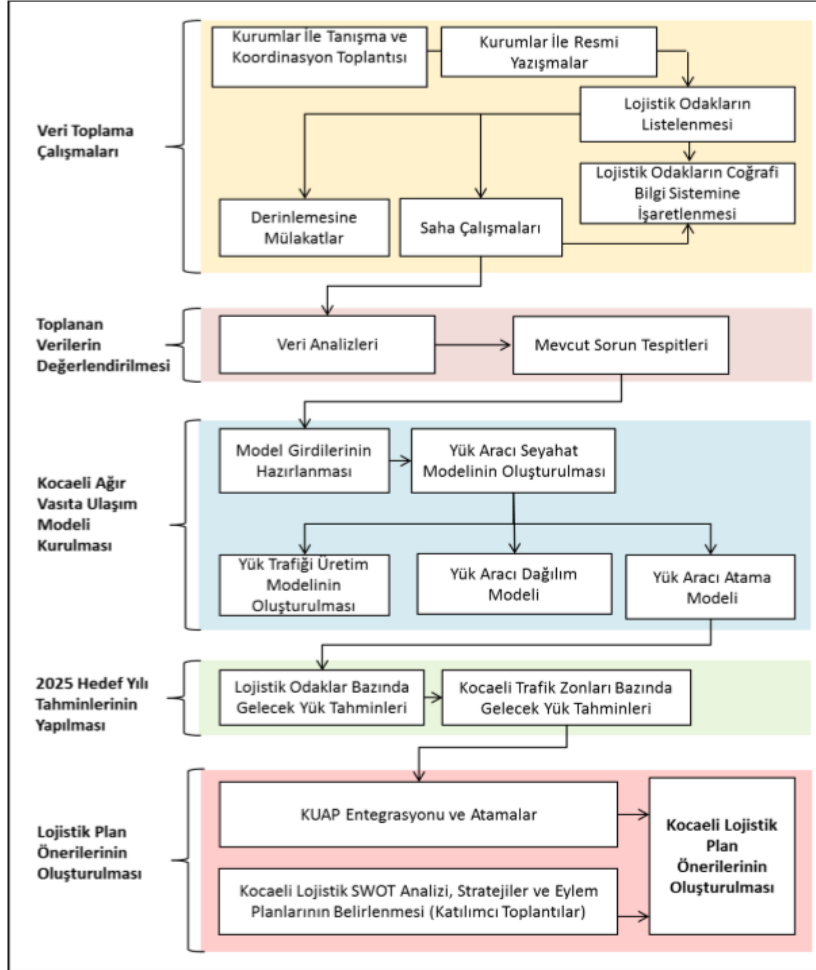 Veri Toplama
Çalışmaları
Kurumlar İle Tanışma ve
Koordinasyon Toplantısı
Kurumlar İle Resmi
Yazışmalar
Lojistik Odakların
Listelenmesi
Lojistik Odakların Coğrafi
Bilgi Sistemine
İşaretlenmesi
Derinlemesine
Mülakatlar
Saha Çalışmaları
Toplanan
Verilerin
Değerlendirilmesi
Veri Analizleri
Mevcut Sorun Tespitleri
Kocaeli Ağır
Vasıta Ulaşım
Modeli
Kurulması
Model Girdilerinin
Hazırlanması
Yük Aracı Seyahat
Modelinin Oluşturulması
Yük Trafiği Üretim
Modelinin
Oluşturulması
Yük Aracı Dağılım
Modeli
Yük Aracı Atama
Modeli
2025 Hedef Yılı
Tahminlerinin
Yapılması
Lojistik Odaklar Bazında
Gelecek Yük Tahminleri
Kocaeli Trafik Zonları Bazında
Gelecek Yük Tahminleri
Lojistik Plan
Önerilerinin
Oluşturulması
KUAP Entegrasyonu ve Atamalar
Kocaeli Lojistik SWOT Analizi, Stratejiler ve Eylem
Planlarının Belirlenmesi (Katılımcı Toplantılar)
Kocaeli Lojistik
Plan
Önerilerinin
Oluşturulması